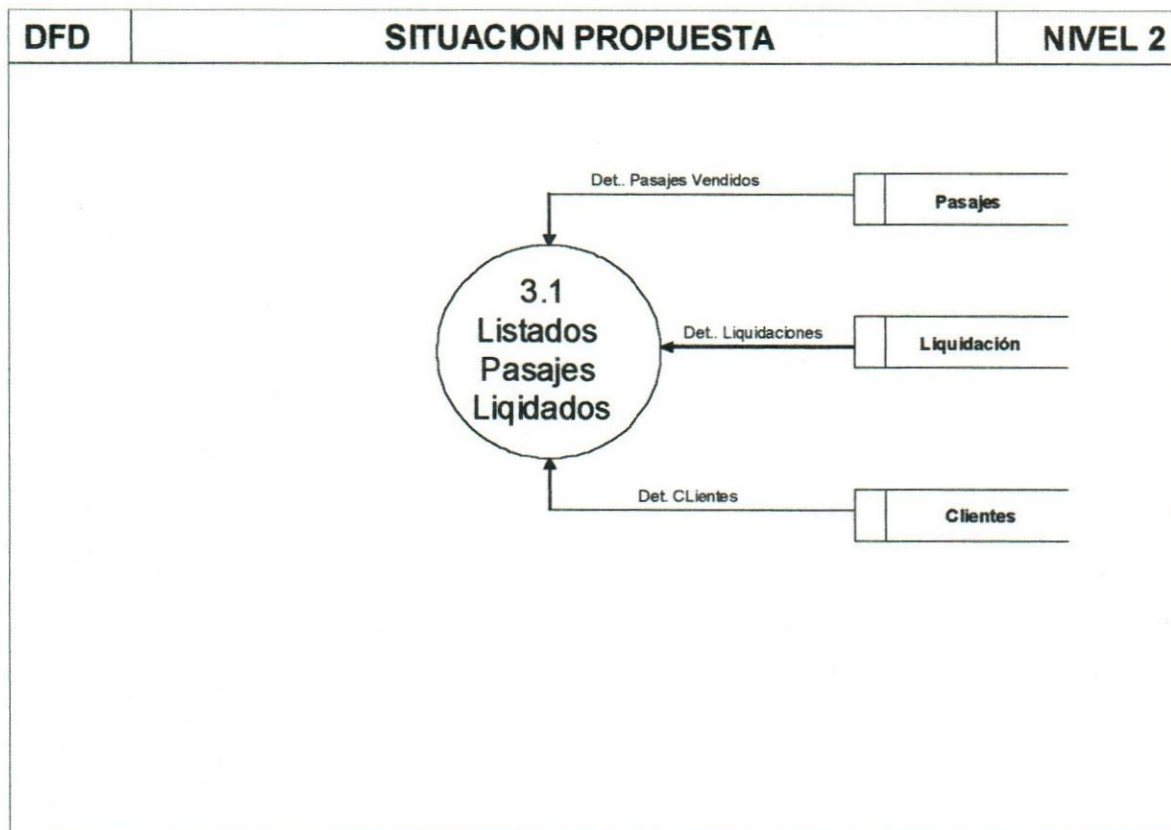 DFD
SITUACION PROPUESTA
NIVEL 2
Det.. Pasajes Vendidos
Pasajes
3.1
Listados
Pasajes
Liqidados
Det.. Liquidaciones
Liquidación
Det. CLientes
Clientes